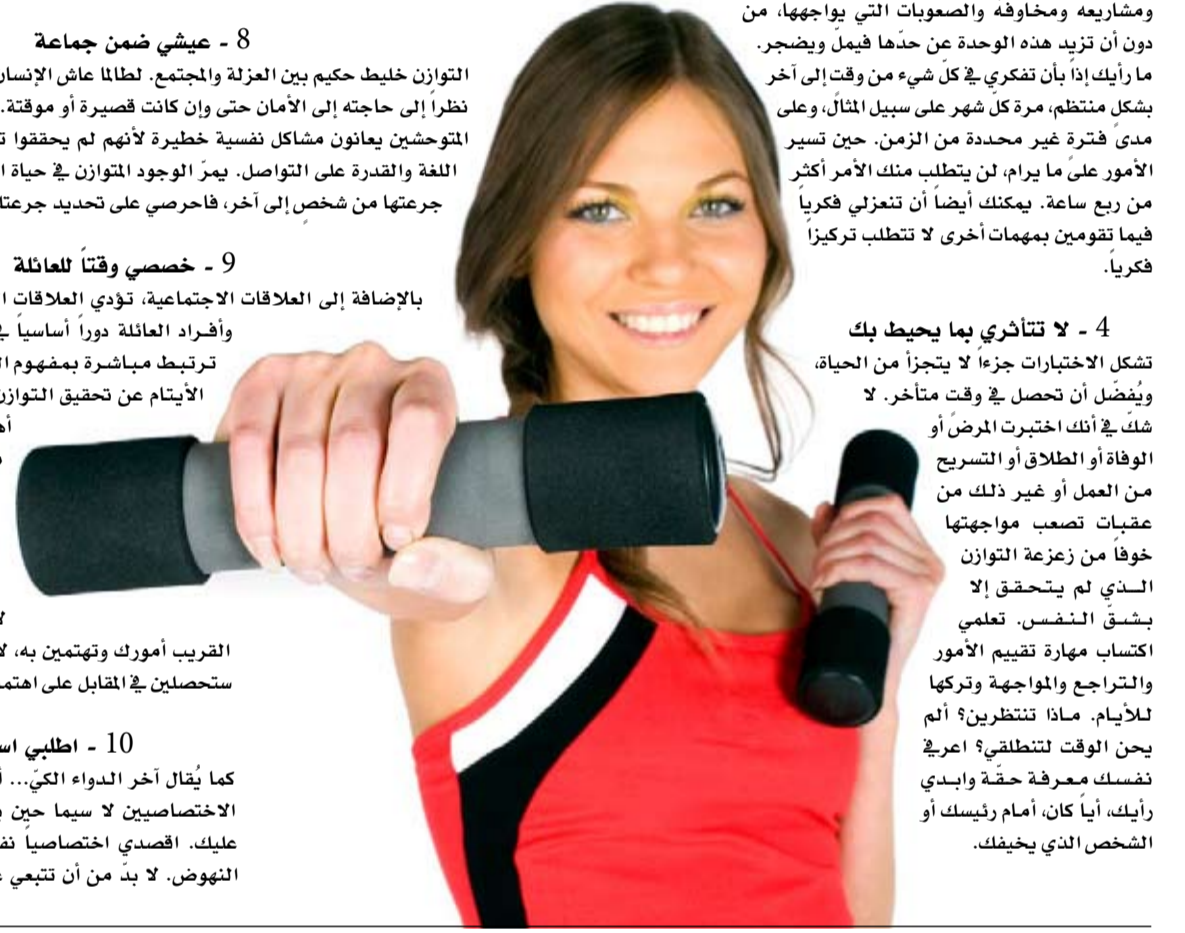 ومشاريعه ومخاوفه والصعوبات التي يواجهها، من
دون أن تزيد هذه الوحدة عن حدّها فيملّ ويضجر.
ما رأيك إذاً بأن تفكري في كلّ شيء من وقت إلى آخر
بشكلٍ منتظم، مرة كلّ شهر على سبيل المثال، وعلى
مدى فترةٍ غير محددة من الزمن. حين تسير
الأمور على ما يرام، لن يتطلب منك الأمر أكثر
من ربع ساعة. يمكنك أيضاً أن تنعزلي فكرياً
فيما تقومين بمهمات أخرى لا تتطلب تركيزاً
فكرياً.
4 - لا تتأثري بما يحيط بك
تشكل الاختبارات جزءاً لا يتجزأ من الحياة،
ويُفضّل أن تحصل في وقت متأخر. لا
شكّ في أنك اختبرت المرض أو
الوفاة أو الطلاق أو التسريح
من العمل أو غير ذلك من
عقبات تصعب مواجهتها
خوفاً من زعزعة التوازن
الـذي لم يتحقق إلا
بشـقّ الـنفـس. تعلمي
اكتساب مهارة تقييم الأمور
والتراجع والمواجهة وتركها
للأيام. ماذا تنتظرين؟ ألم
يحن الوقت لتنطلقي؟ اعرفي
نفسك معرفة حقّة وابدي
رأيك، أياً كان، أمام رئيسك أو
الشخص الذي يخيفك.
8 - عيشي ضمن جماعة
التوازن خليط حكيم بين العزلة والمجتمع. لطالما عاش الإنسان
نظراً إلى حاجته إلى الأمان حتى وإن كانت قصيرة أو موقتة.
المتوحشين يعانون مشاكل نفسية خطيرة لأنهم لم يحققوا
اللغة والقدرة على التواصل. يمرّ الوجود المتوازن في حياة
جرعتها من شخصٍ إلى آخر، فاحرصي على تحديد
9 - خصصي وقتاً للعائلة
بالإضافة إلى العلاقات الاجتماعية، تؤدي العلاقات
وأفـراد العائلة دوراً أساسياً
ترتبط مباشرة بمفهوم
الأيتام عن تحقيق
القريب أمورك وتهتمين به،
ستحصلين في المقابل على
10 - اطلبي
كما يُقال آخر الدواء الكيّ...
الاختصاصيين لا سيما حين
عليك. اقصدي اختصاصياً
النهوض. لا بدّ من أن تتبعي